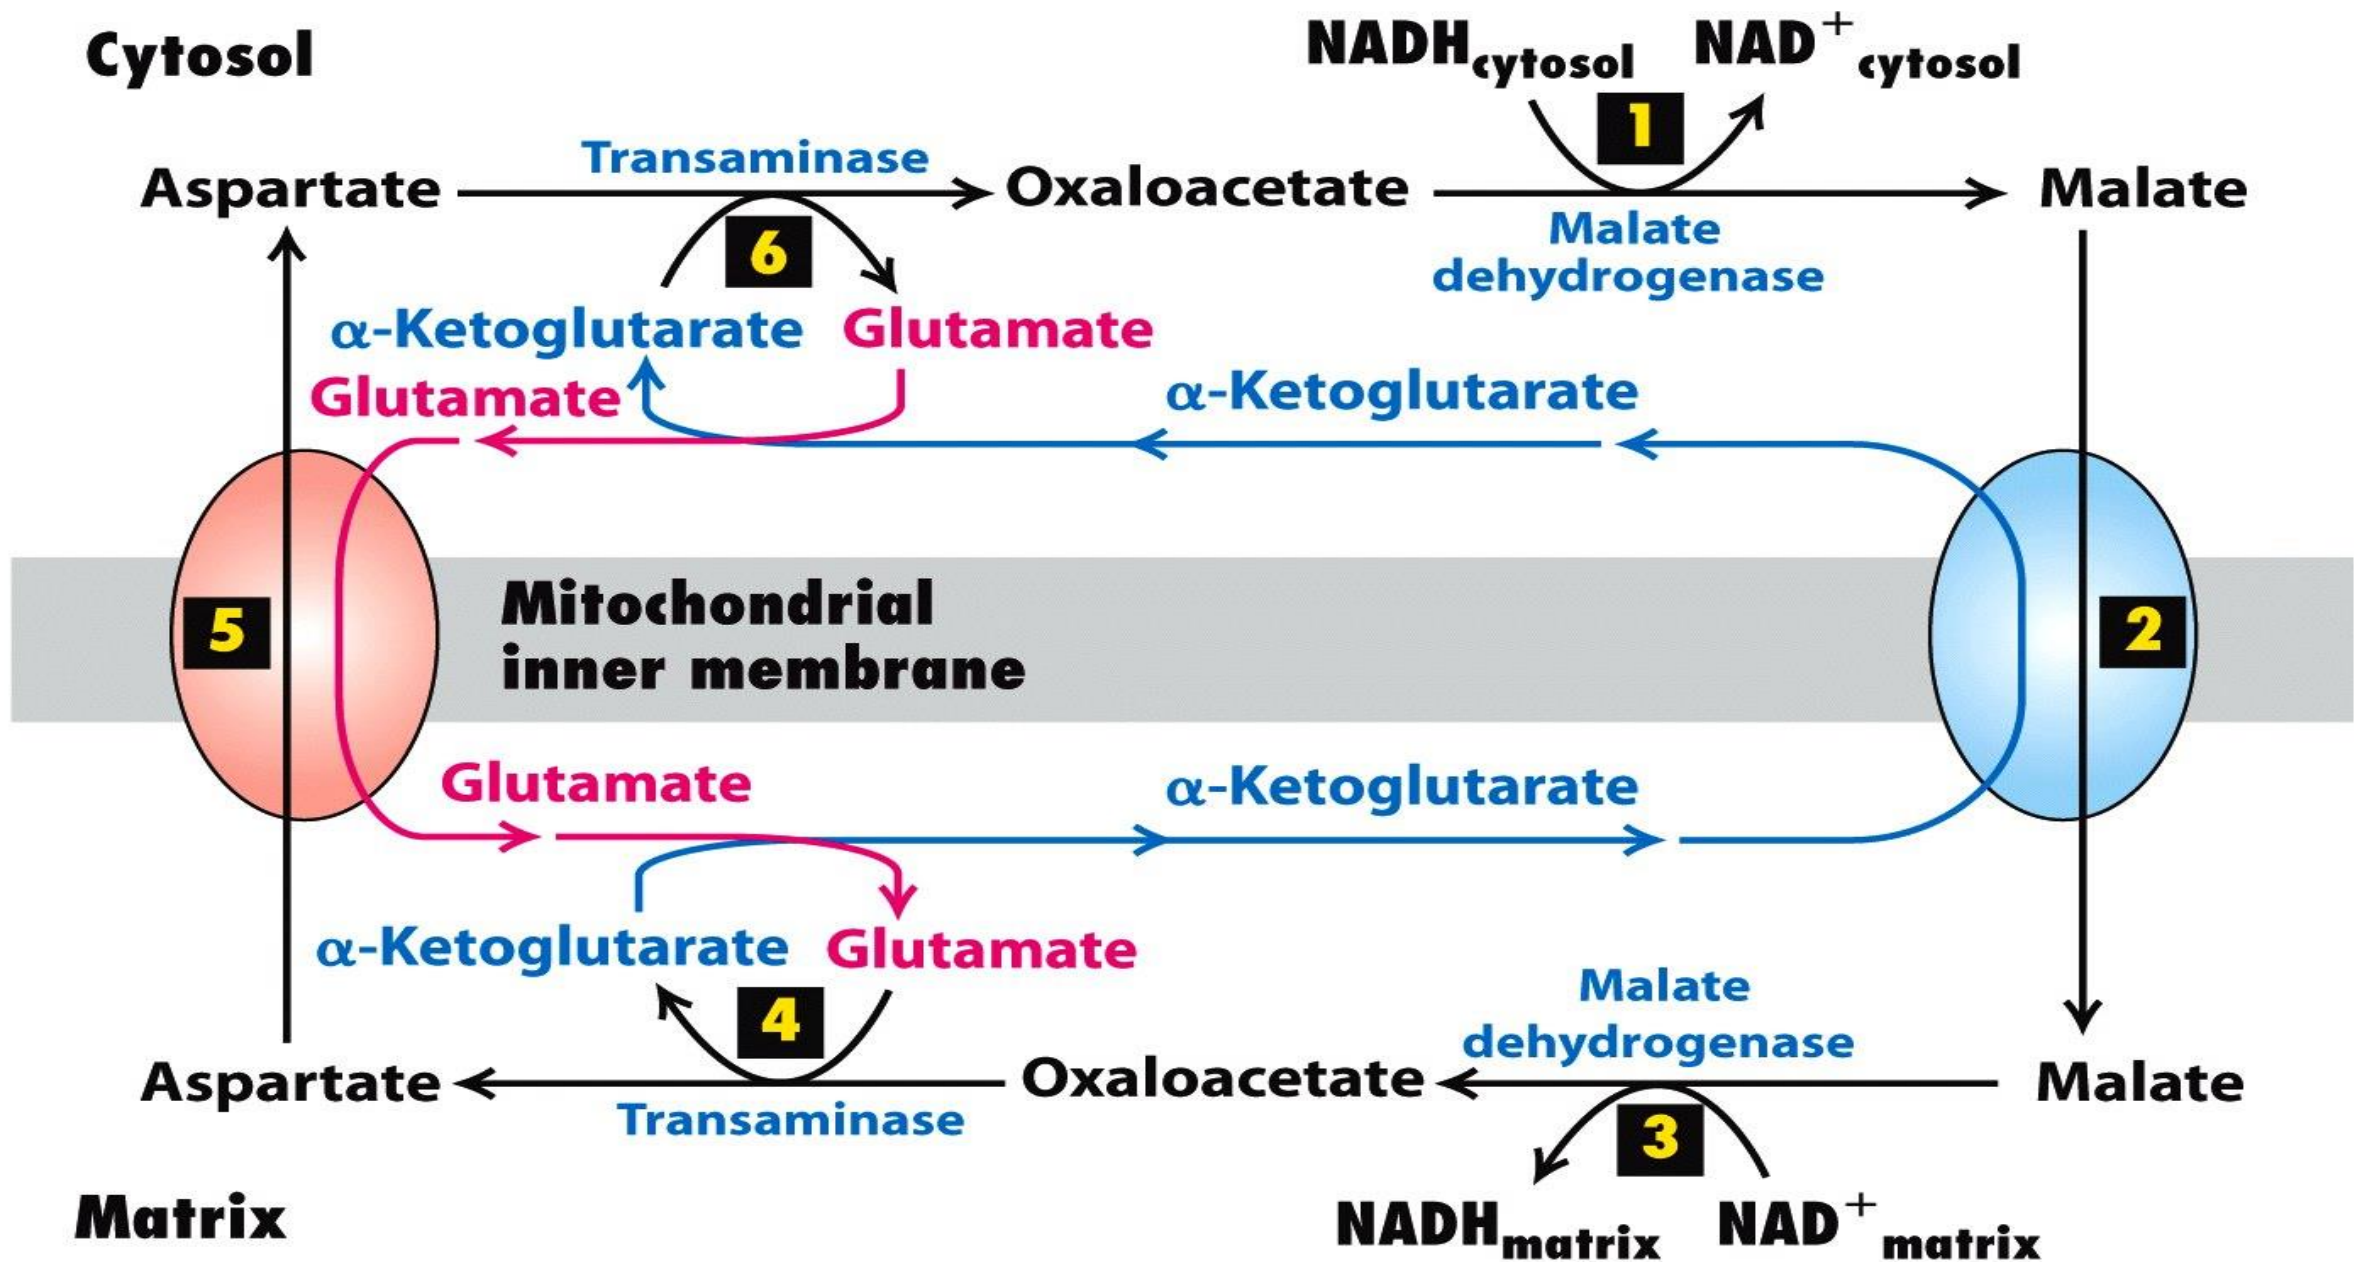 Cytosol
NADHcytosol NAD+cytosol
1
Transaminase
Aspartate Oxaloacetate Malate
Malate
dehydrogenase
6
α-Ketoglutarate Glutamate
Glutamate α-Ketoglutarate
5 Mitochondrial
inner membrane 2
Glutamate α-Ketoglutarate
α-Ketoglutarate Glutamate
4
Malate
dehydrogenase
Aspartate Oxaloacetate Malate
Transaminase
3
Matrix NADHmatrix NAD+matrix